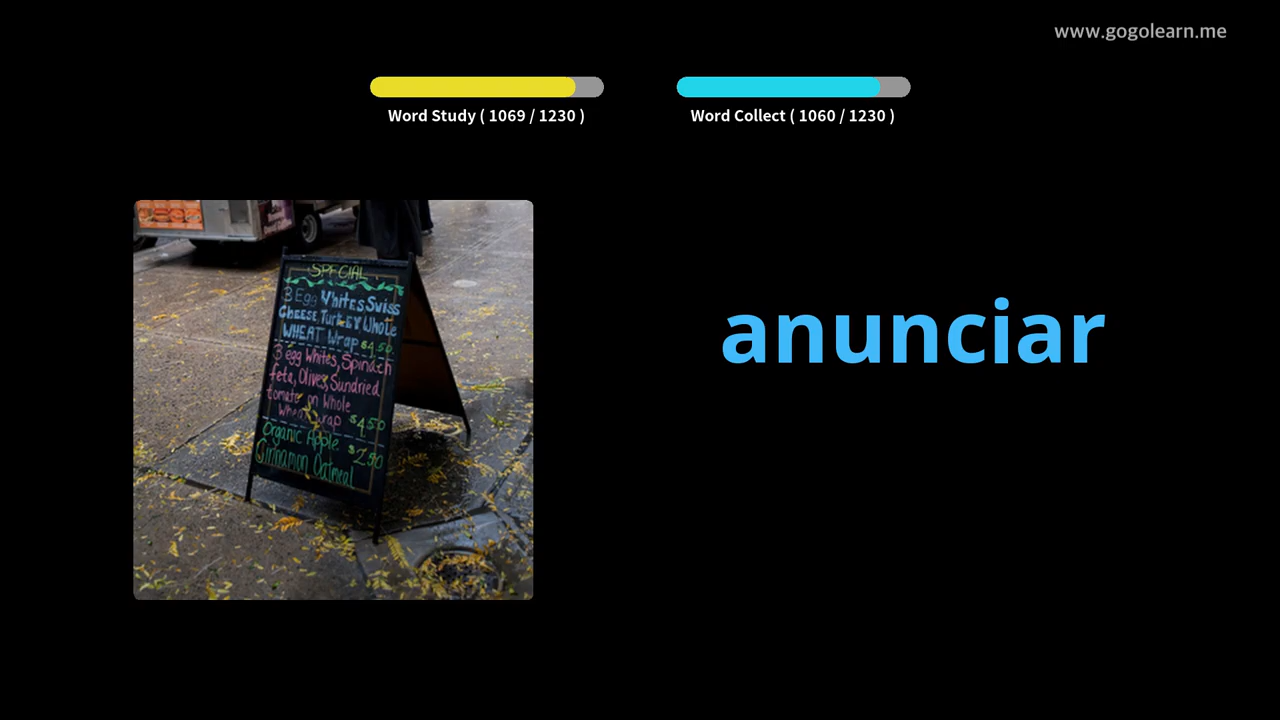 www.gogolearn.me
Word Study ( 1069 / 1230 )
Word Collect ( 1060 / 1230 )
SPECIAL
3 Egg Whites, Swiss
Cheese, Turkey Whole
WHEAT Wrap $4.50
3 egg Whites, Spinach
feta, Olives, Sundried
tomato on Whole
Wheat Wrap $4.50
Organic Apple
Cinnamon Oatmeal $2.50
anunciar